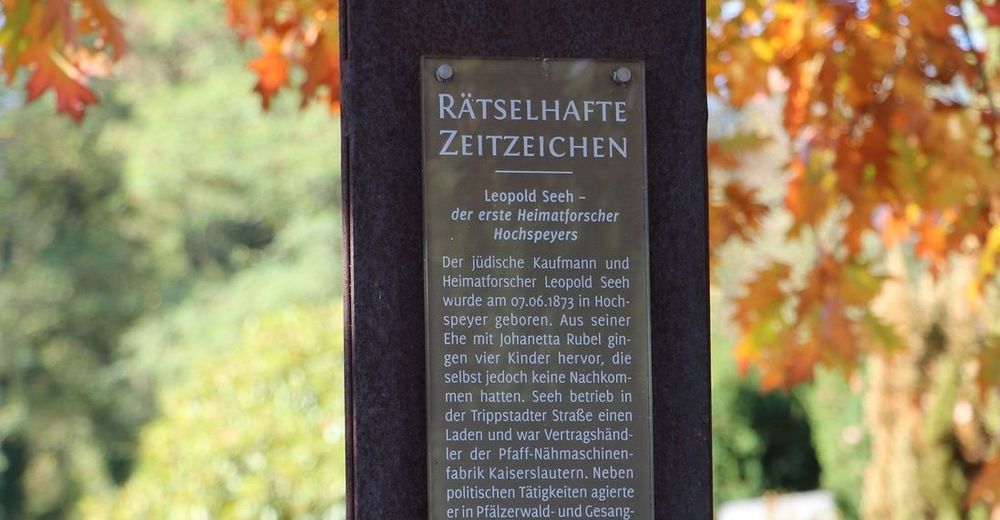 RÄTSELHAFTE
ZEITZEICHEN
Leopold Seeh –
der erste Heimatforscher
Hochspeyers
Der jüdische Kaufmann und
Heimatforscher Leopold Seeh
wurde am 07.06.1873 in Hoch-
speyer geboren. Aus seiner
Ehe mit Johanetta Rubel gin-
gen vier Kinder hervor, die
selbst jedoch keine Nachkom-
men hatten. Seeh betrieb in
der Trippstadter Straße einen
Laden und war Vertragshänd-
ler der Pfaff-Nähmaschinen-
fabrik Kaiserslautern. Neben
politischen Tätigkeiten agierte
er in Pfälzerwald- und Gesang-